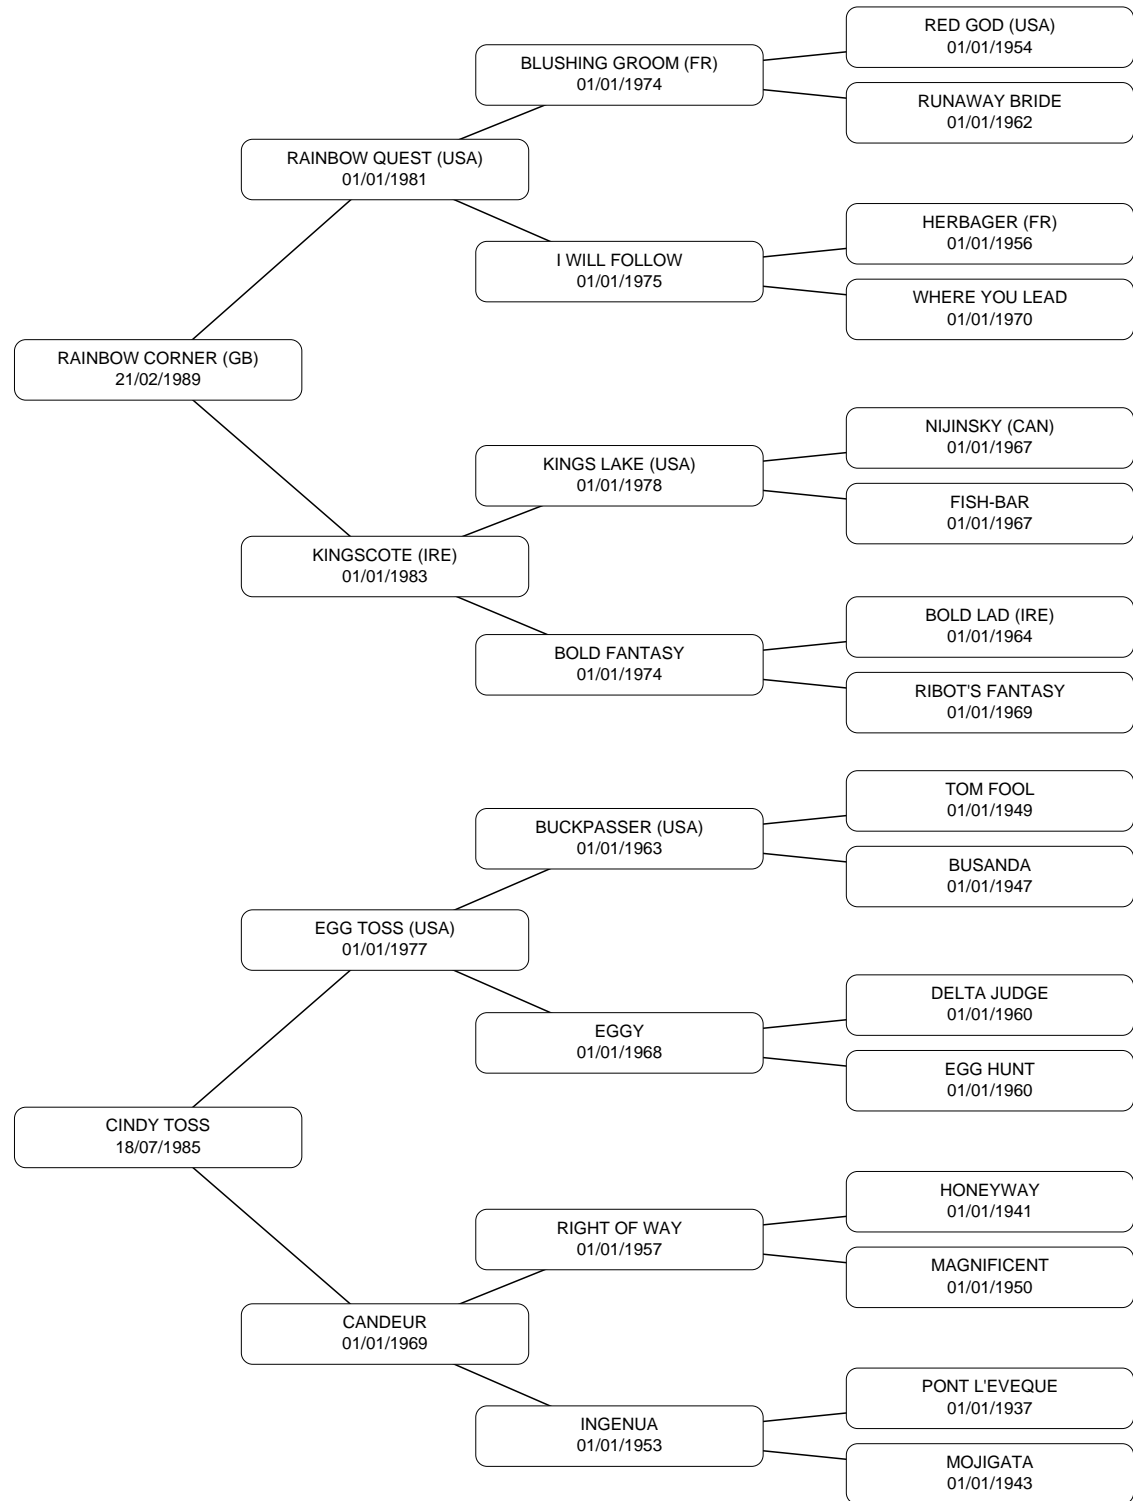 RED GOD (USA)
01/01/1954
BLUSHING GROOM (FR)
01/01/1974
RUNAWAY BRIDE
01/01/1962
RAINBOW QUEST (USA)
01/01/1981
HERBAGER (FR)
01/01/1956
I WILL FOLLOW
01/01/1975
WHERE YOU LEAD
01/01/1970
RAINBOW CORNER (GB)
21/02/1989
NIJINSKY (CAN)
01/01/1967
KINGS LAKE (USA)
01/01/1978
FISH-BAR
01/01/1967
KINGSCOTE (IRE)
01/01/1983
BOLD LAD (IRE)
01/01/1964
BOLD FANTASY
01/01/1974
RIBOT'S FANTASY
01/01/1969
TOM FOOL
01/01/1949
BUCKPASSER (USA)
01/01/1963
BUSANDA
01/01/1947
EGG TOSS (USA)
01/01/1977
DELTA JUDGE
01/01/1960
EGGY
01/01/1968
EGG HUNT
01/01/1960
CINDY TOSS
18/07/1985
HONEYWAY
01/01/1941
RIGHT OF WAY
01/01/1957
MAGNIFICENT
01/01/1950
CANDEUR
01/01/1969
PONT L'EVEQUE
01/01/1937
INGENUA
01/01/1953
MOJIGATA
01/01/1943